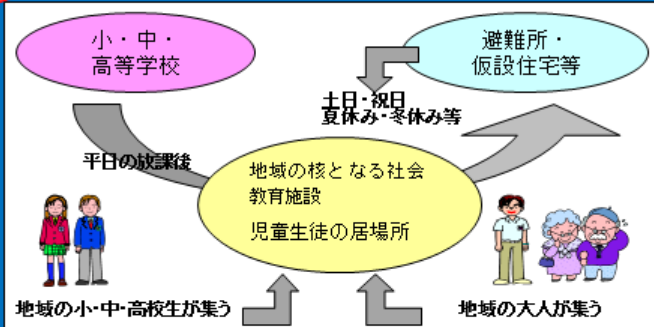 小・中・
高等学校
避難所・
仮設住宅等
土日・祝日
夏休み・冬休み等
平日の放課後
地域の核となる社会
教育施設
児童生徒の居場所
地域の小・中・高校生が集う
地域の大人が集う